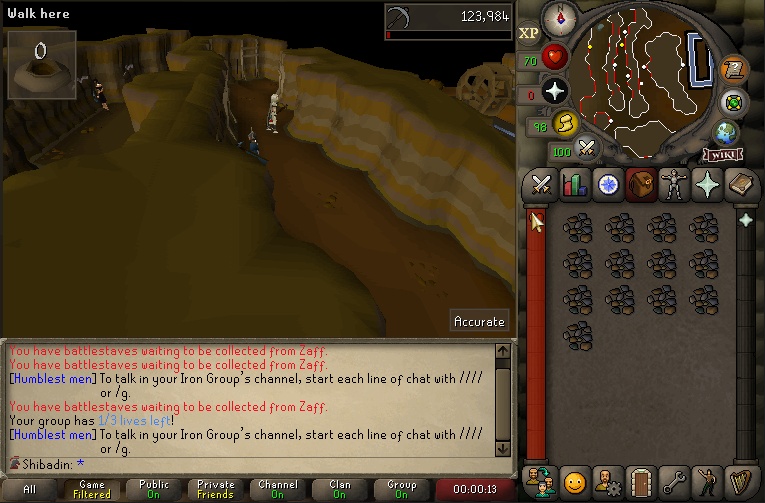 Walk here
123,984
0
XP
70
0
98
100
WIKI
Accurate
You have battlestaves waiting to be collected from Zaff.
You have battlestaves waiting to be collected from Zaff.
[Humblest men] To talk in your Iron Group's channel, start each line of chat with ////
or /g.
You have battlestaves waiting to be collected from Zaff.
Your group has 1/3 lives left!
[Humblest men] To talk in your Iron Group's channel, start each line of chat with ////
or /g.
Shibadin: *
All
Game
Filtered
Public
On
Private
Friends
Channel
On
Clan
On
Group
On
00:00:13